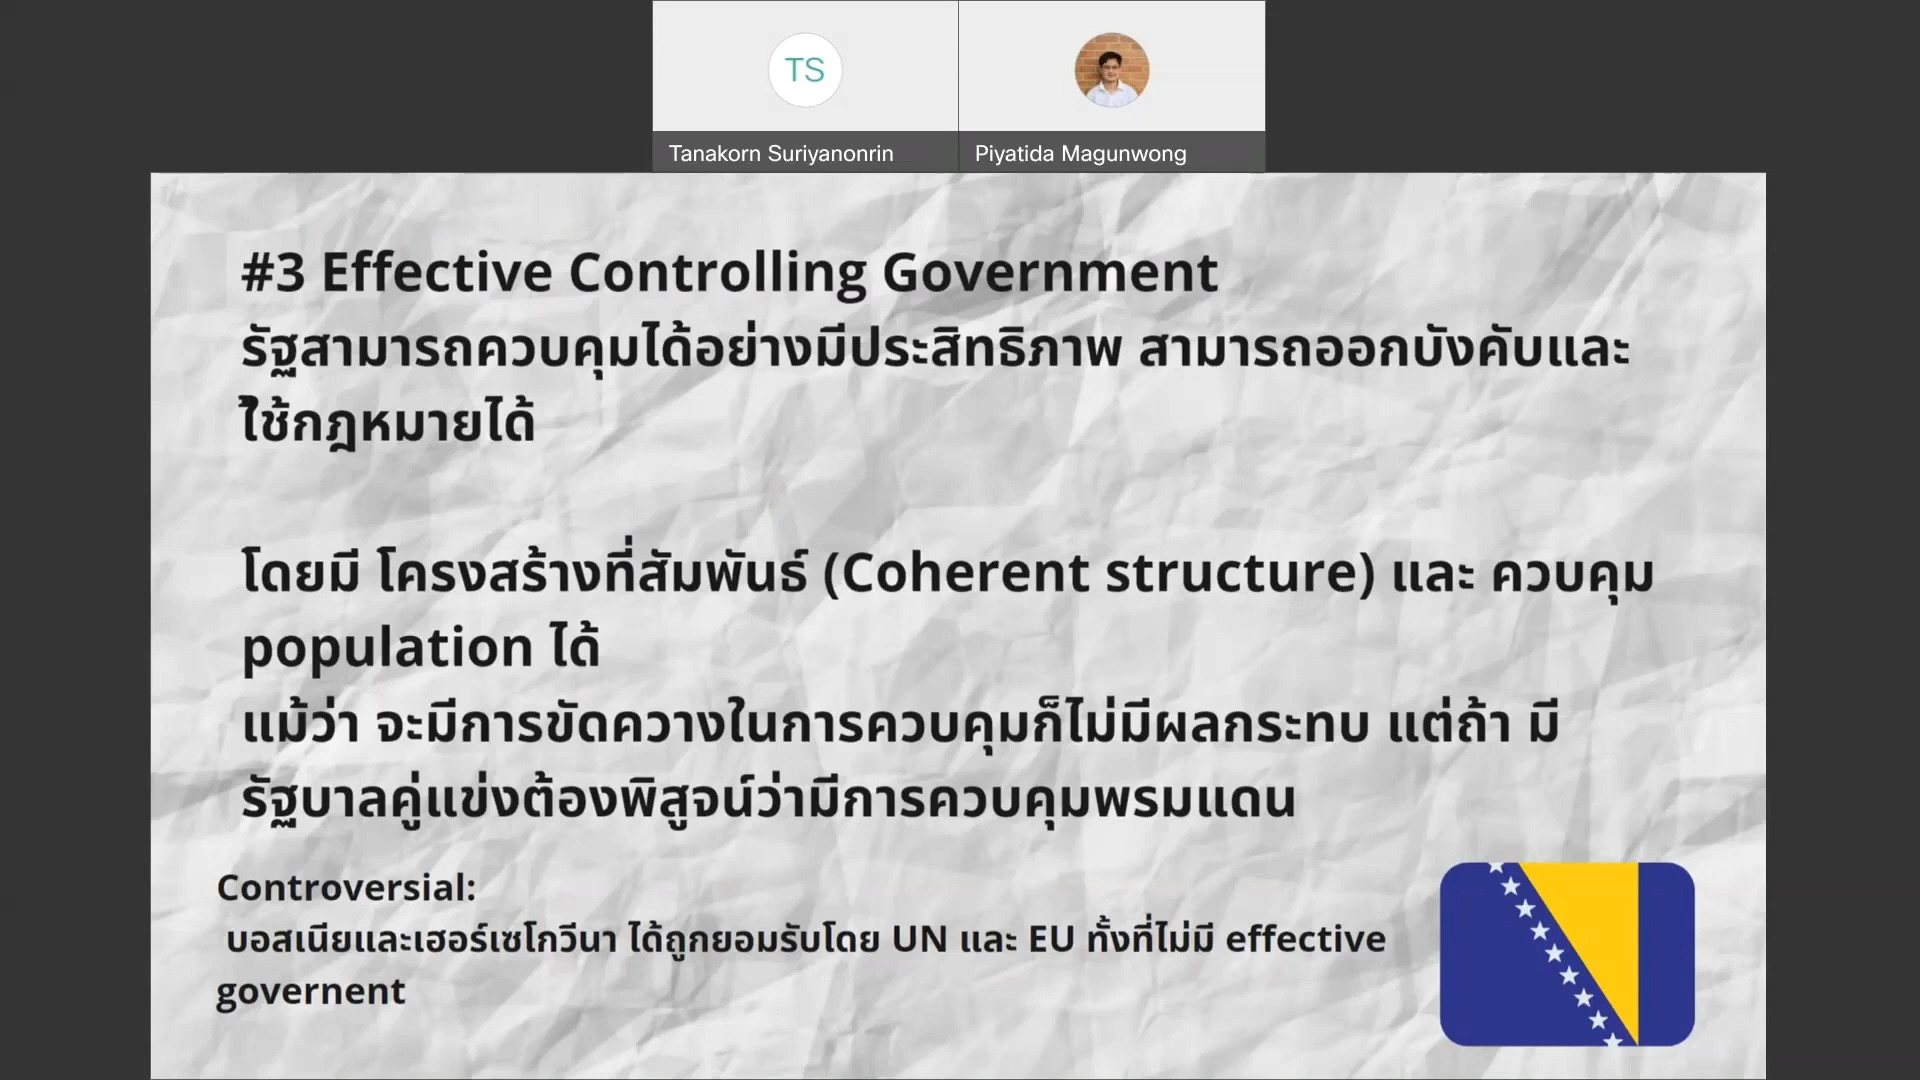 TS
Tanakorn Suriyanonrin
Piyatida Magunwong
#3 Effective Controlling Government
รัฐสามารถควบคุมได้อย่างมีประสิทธิภาพ สามารถออกบังคับและ
ใช้กฎหมายได้
โดยมี โครงสร้างที่สัมพันธ์ (Coherent structure) และ ควบคุม
population ได้
แม้ว่า จะมีการขัดความในการควบคุมก็ไม่มีผลกระทบ แต่ถ้า มี
รัฐบาลคู่แข่งต้องพิสูจน์ว่ามีการควบคุมพรมแดน
Controversial:
บอสเนียและเฮอร์เซโกวีนา ได้ถูกยอมรับโดย UN และ EU ทั้งที่ไม่มี effective
governent